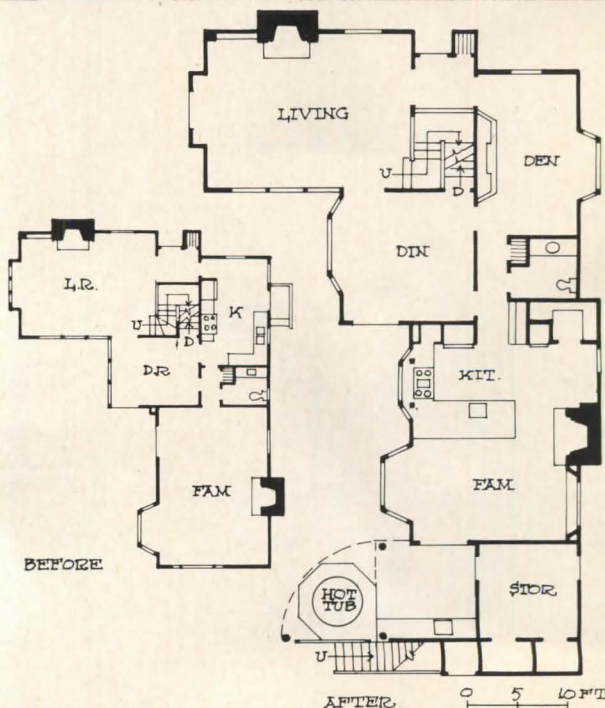 LIVING
DEN
U
D
DIN
L.R.
K
U
D
D.R
KIT.
FAM
FAM.
BEFORE
HOT
TUB
STOR
U
AFTER
0 5 10 FT